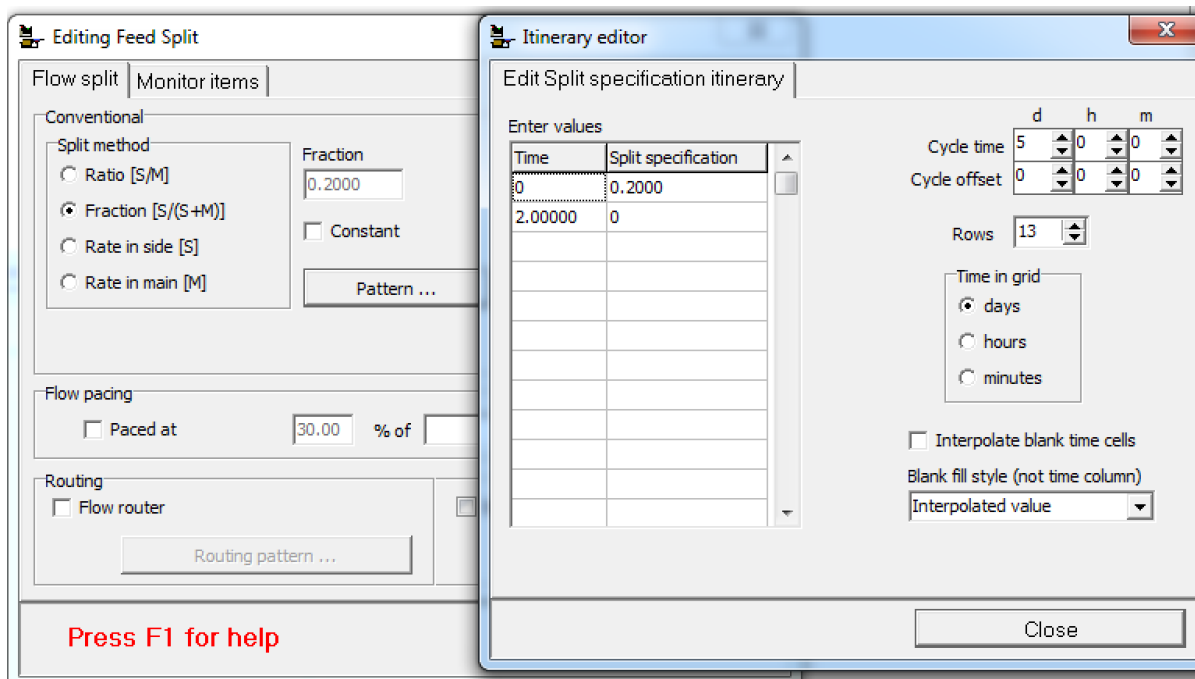 Editing Feed Split
Flow split
Monitor items
Conventional
Split method
Ratio [S/M]
Fraction [S/(S+M)]
Rate in side [S]
Rate in main [M]
Fraction
0.2000
Constant
Pattern ...
Flow pacing
Paced at
30.00
% of
Routing
Flow router
Routing pattern ...
Press F1 for help
Itinerary editor
X
Edit Split specification itinerary
Enter values
Time Split specification
0 0.2000
2.00000 0
d h m
Cycle time 5 0 0
Cycle offset 0 0 0
Rows 13
Time in grid
days
hours
minutes
Interpolate blank time cells
Blank fill style (not time column)
Interpolated value
Close